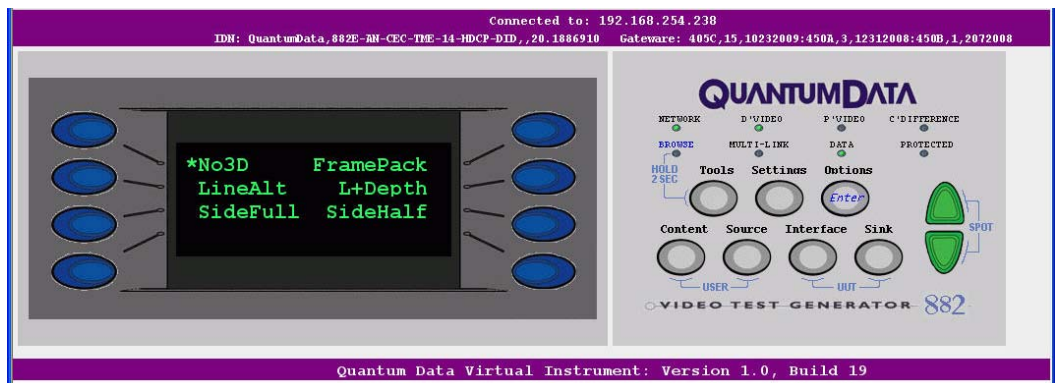 Connected to: 192.168.254.238
IDN: QuantumData,882E-AN-CEC-TME-14-HDCP-DID,,20.1886910 Gateware: 405C,15,10232009:450A,3,12312008:450B,1,2072008
*No3D FramePack
LineAlt L+Depth
SideFull SideHalf
QUANTUMDATA
NETWORK D'VIDEO P'VIDEO C'DIFFERENCE
BROWSE MULTI-LINK DATA PROTECTED
HOLD 2 SEC
Tools Settings Options
Enter
Content Source Interface Sink
SPOT
USER UUT
VIDEO TEST GENERATOR 882
Quantum Data Virtual Instrument: Version 1.0, Build 19